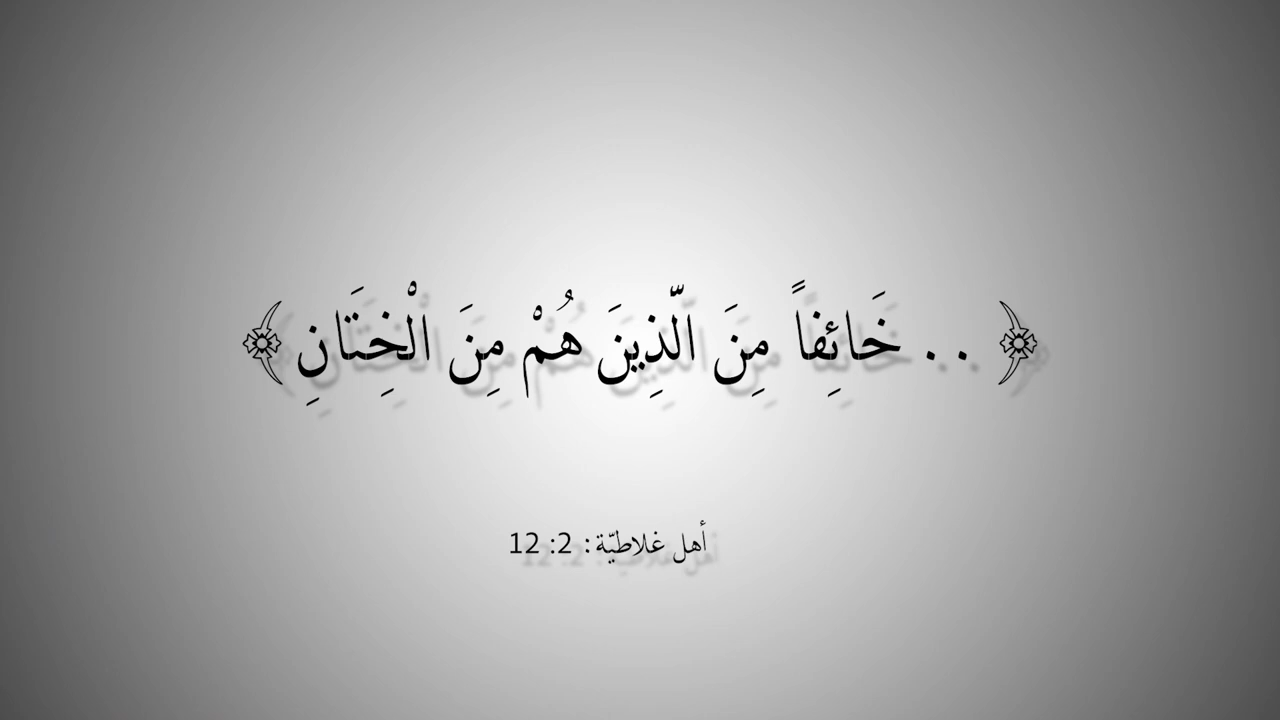 ﴿ .. خَائِفاً مِنَ الَّذِينَ هُمْ مِنَ الْخِتَانِ ﴾
أهل غلاطيّة : 2: 12